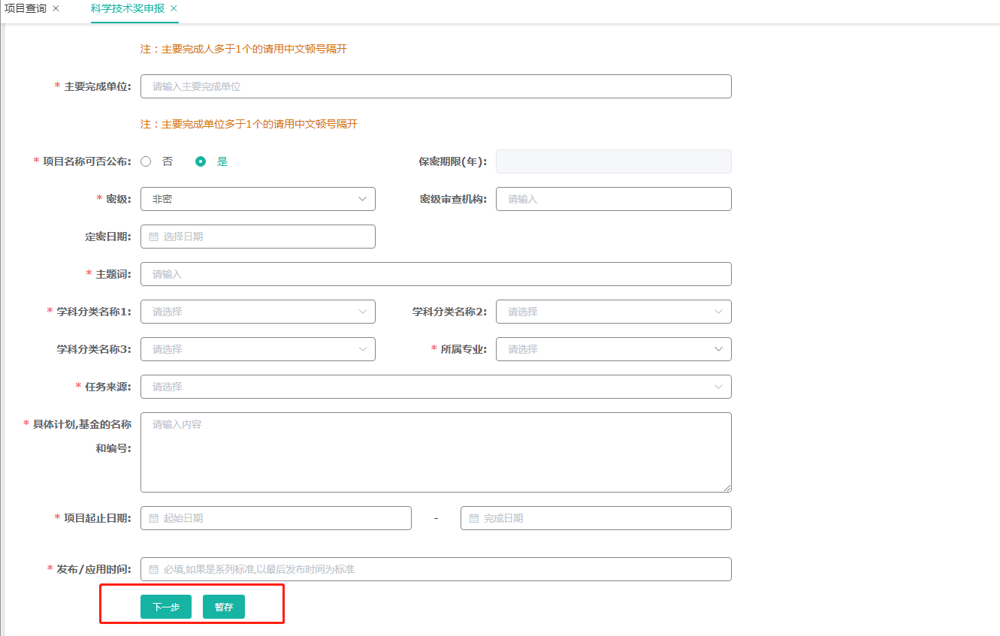 项目查询 × 科学技术奖申报 ×
注：主要完成人多于1个的请用中文顿号隔开
* 主要完成单位: 请输入主要完成单位
注：主要完成单位多于1个的请用中文顿号隔开
* 项目名称可否公布: 否 是 保密期限(年):
* 密级: 非密 密级审查机构: 请输入
定密日期: 选择日期
* 主题词: 请输入
* 学科分类名称1: 请选择 学科分类名称2: 请选择
学科分类名称3: 请选择 * 所属专业: 请选择
* 任务来源: 请选择
* 具体计划,基金的名称 请输入内容
和编号:
* 项目起止日期: 起始日期 - 完成日期
* 发布/应用时间: 必填,如果是系列标准,以最后发布时间为标准
下一步 暂存